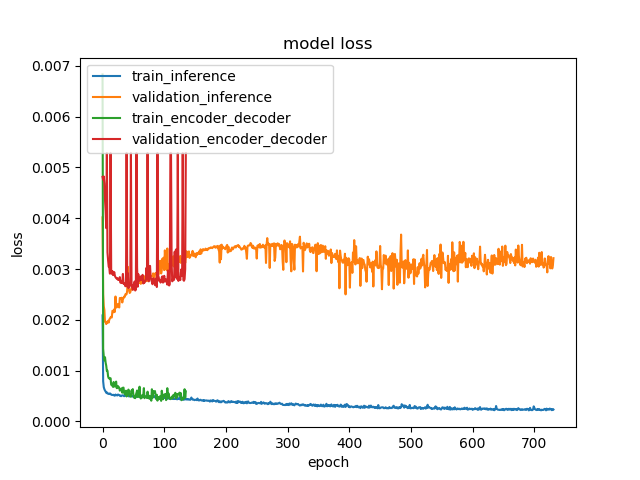 model loss
train_inference
validation_inference
train_encoder_decoder
validation_encoder_decoder
loss
0.007
0.006
0.005
0.004
0.003
0.002
0.001
0.000
0 100 200 300 400 500 600 700
epoch